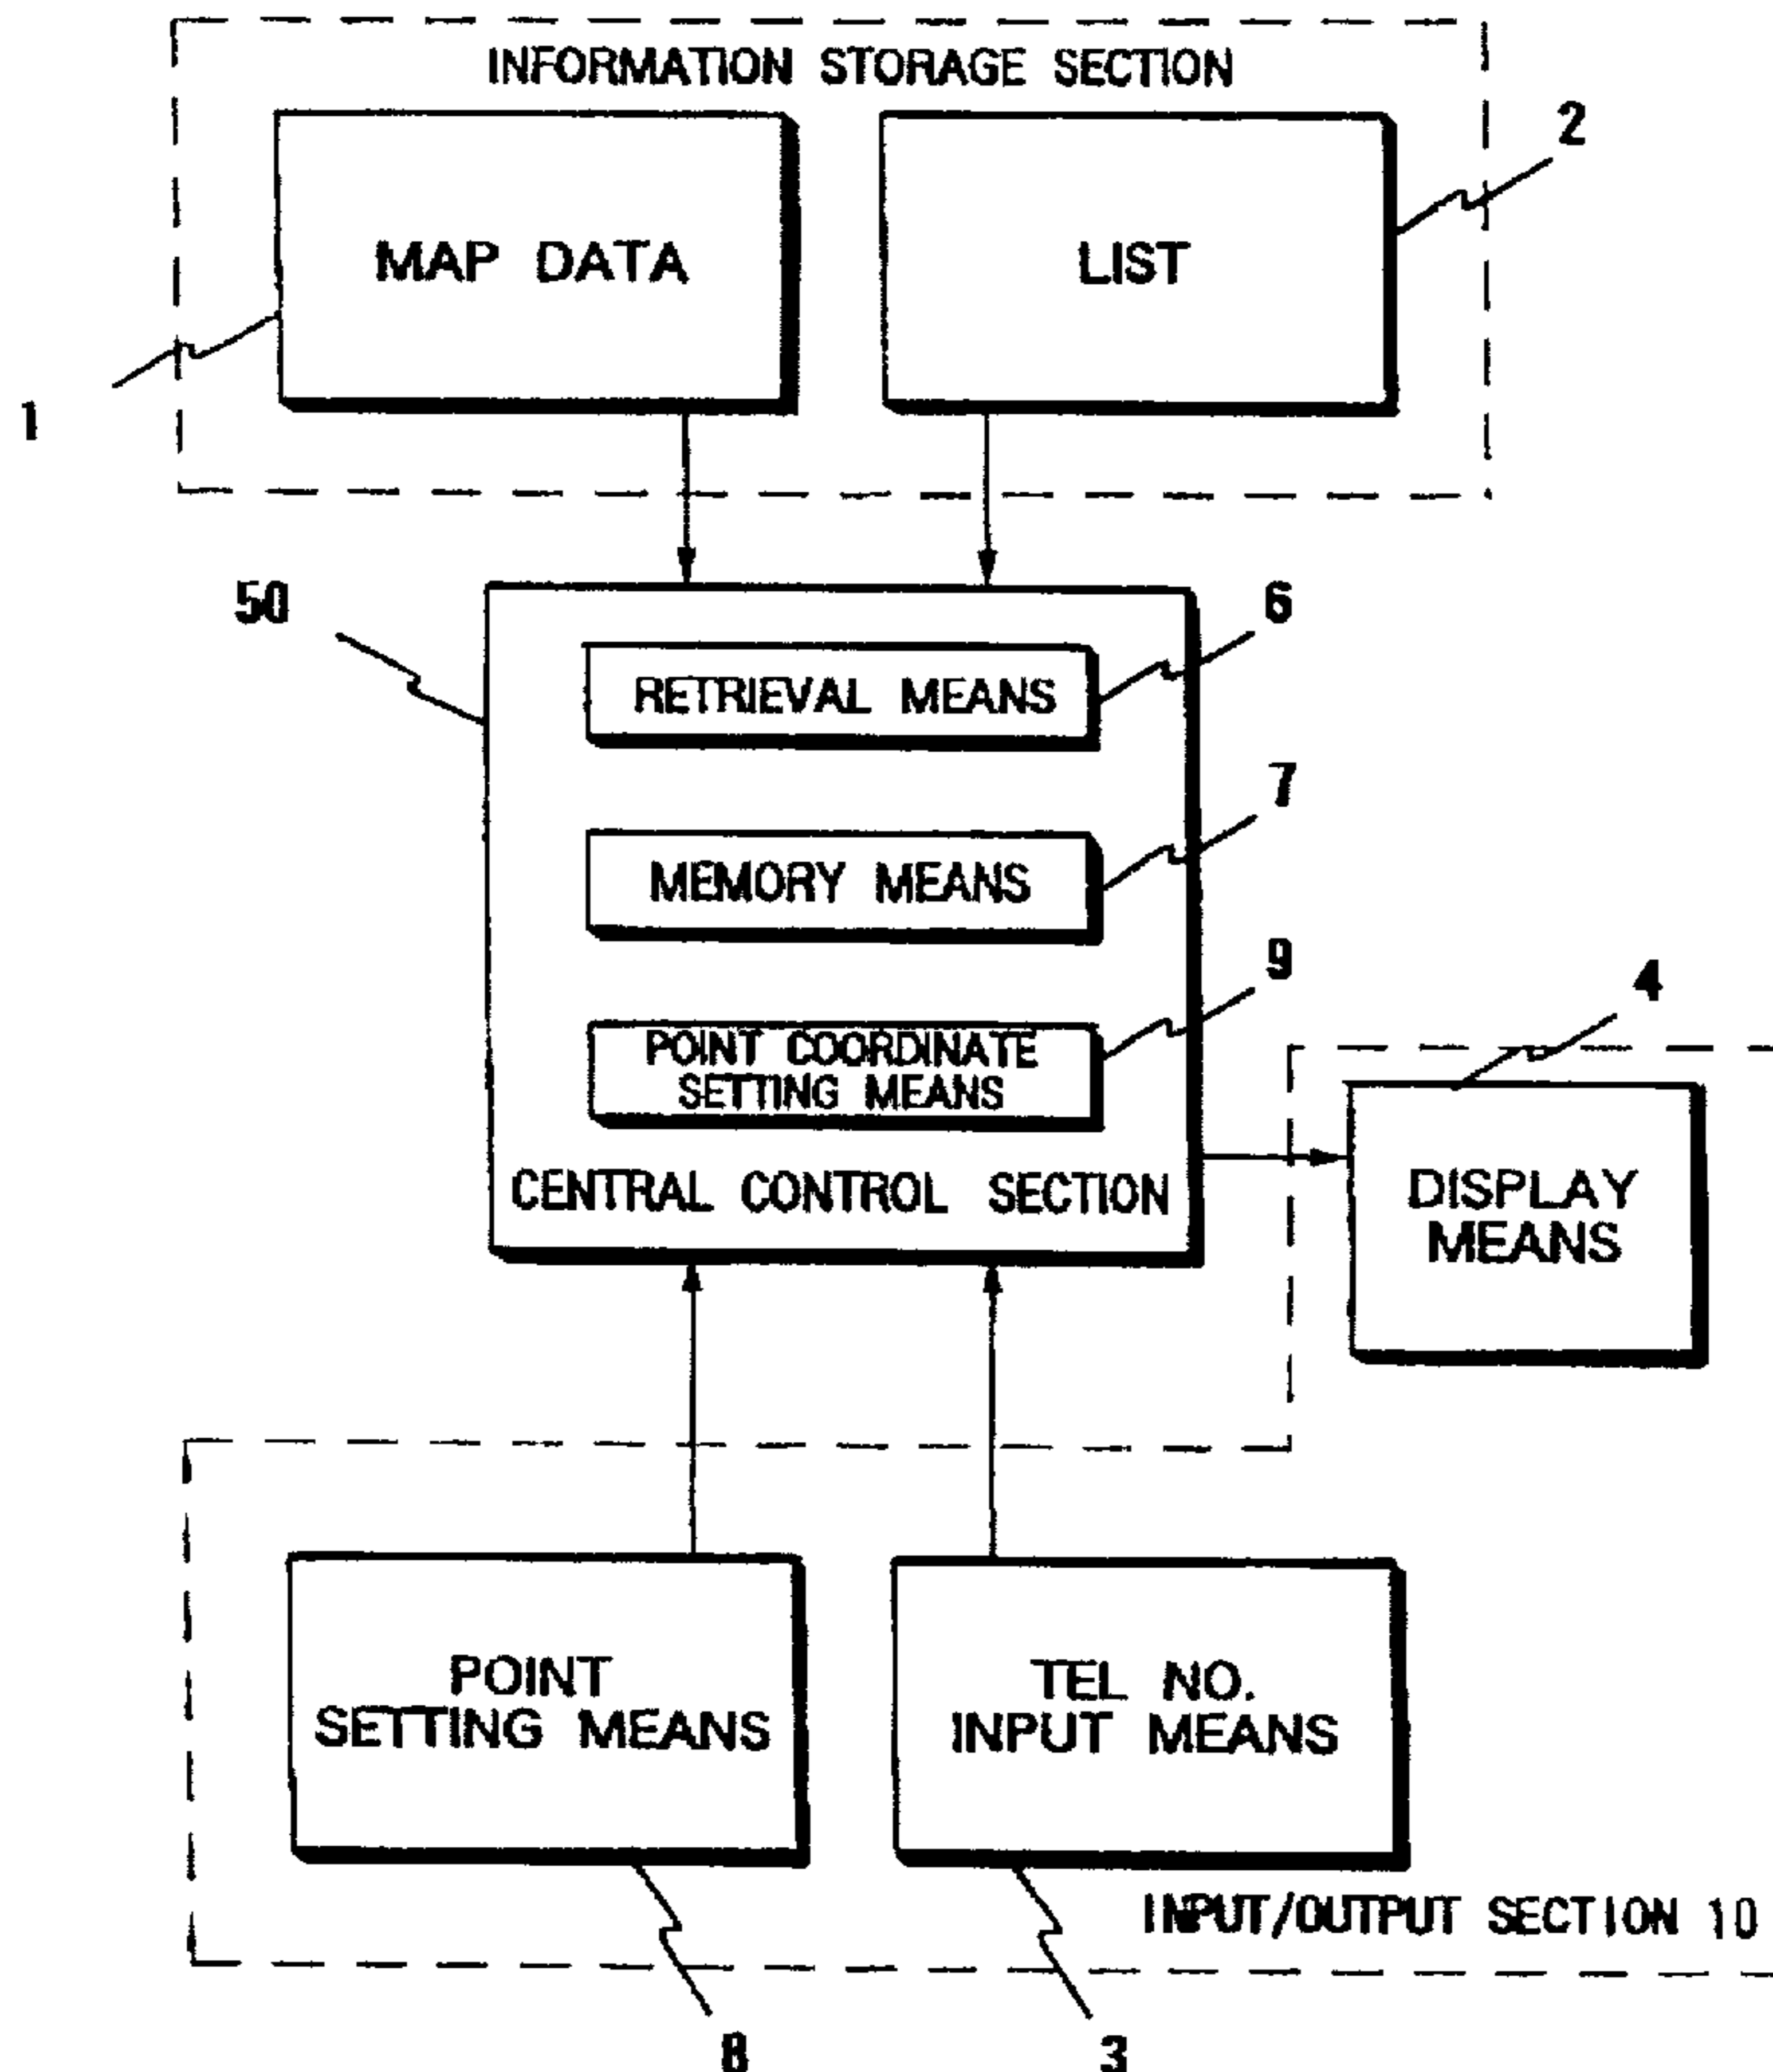 INFORMATION STORAGE SECTION
2
MAP DATA
LIST
1
50
6
RETRIEVAL MEANS
7
MEMORY MEANS
9
4
POINT COORDINATE
SETTING MEANS
CENTRAL CONTROL SECTION
DISPLAY
MEANS
POINT
SETTING MEANS
TEL NO.
INPUT MEANS
INPUT/OUTPUT SECTION 10
8
3